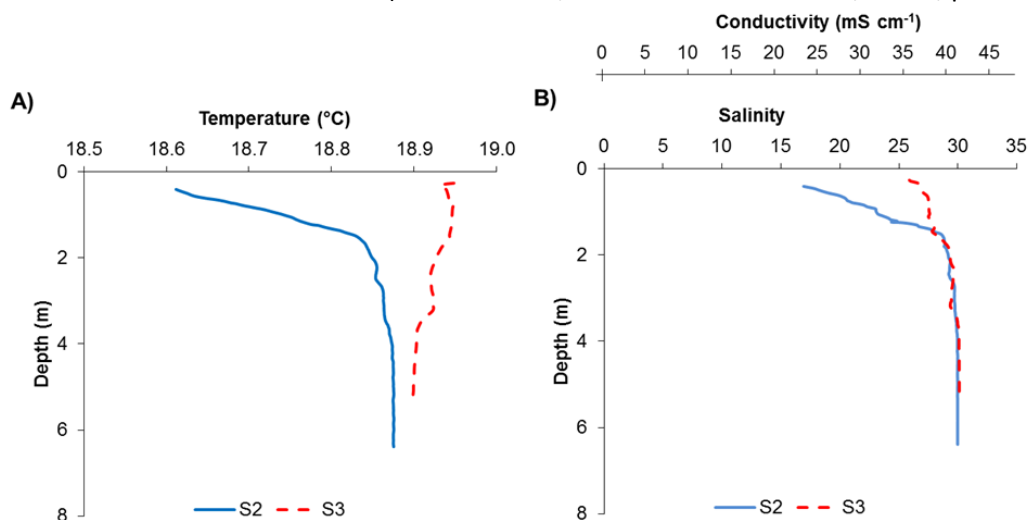 Conductivity (mS cm⁻¹)
0 5 10 15 20 25 30 35 40 45
A)
B)
Temperature (°C)
18.5 18.6 18.7 18.8 18.9 19.0
Salinity
0 5 10 15 20 25 30 35
Depth (m)
0
2
4
6
8
S2 S3
Depth (m)
0
2
4
6
8
S2 S3